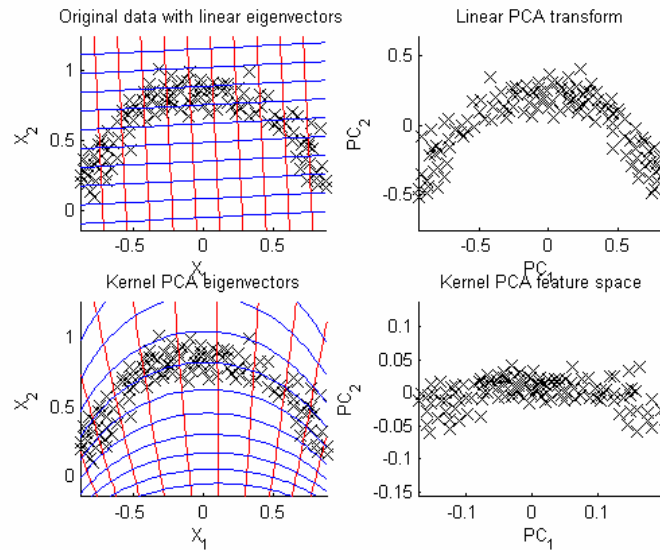 Original data with linear eigenvectors
X2
1
0.5
0
-0.5 0 0.5
X1
Linear PCA transform
PC2
0.5
0
-0.5
-0.5 0 0.5
PC1
Kernel PCA eigenvectors
X2
1
0.5
0
-0.5 0 0.5
X1
Kernel PCA feature space
PC2
0.1
0.05
0
-0.05
-0.1
-0.15
-0.1 0 0.1
PC1